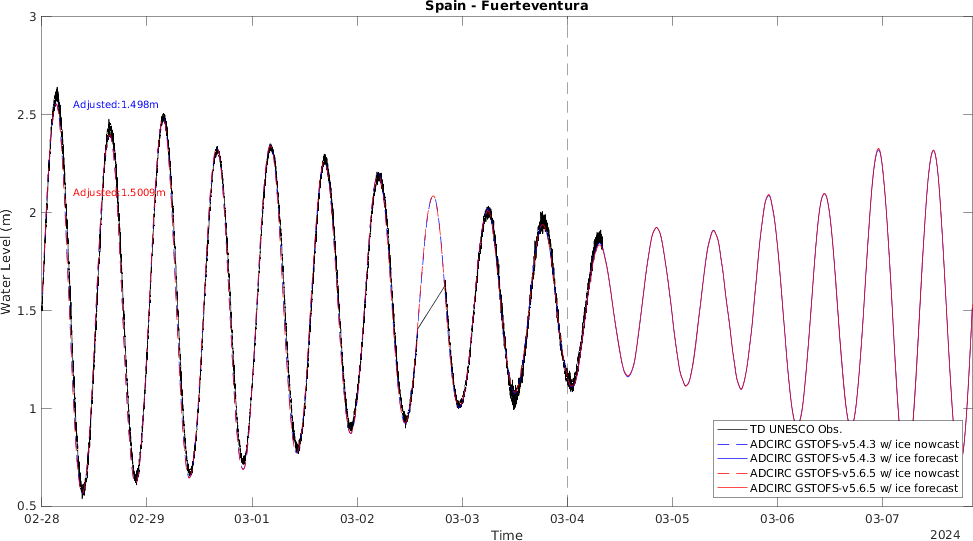 Spain - Fuerteventura
3
2.5
2
1.5
1
0.5
Water Level (m)
Adjusted:1.498m
Adjusted:1.5009m
TD UNESCO Obs.
ADCIRC GSTOFS-v5.4.3 w/ ice nowcast
ADCIRC GSTOFS-v5.4.3 w/ ice forecast
ADCIRC GSTOFS-v5.6.5 w/ ice nowcast
ADCIRC GSTOFS-v5.6.5 w/ ice forecast
02-28 02-29 03-01 03-02 03-03 03-04 03-05 03-06 03-07
Time
2024